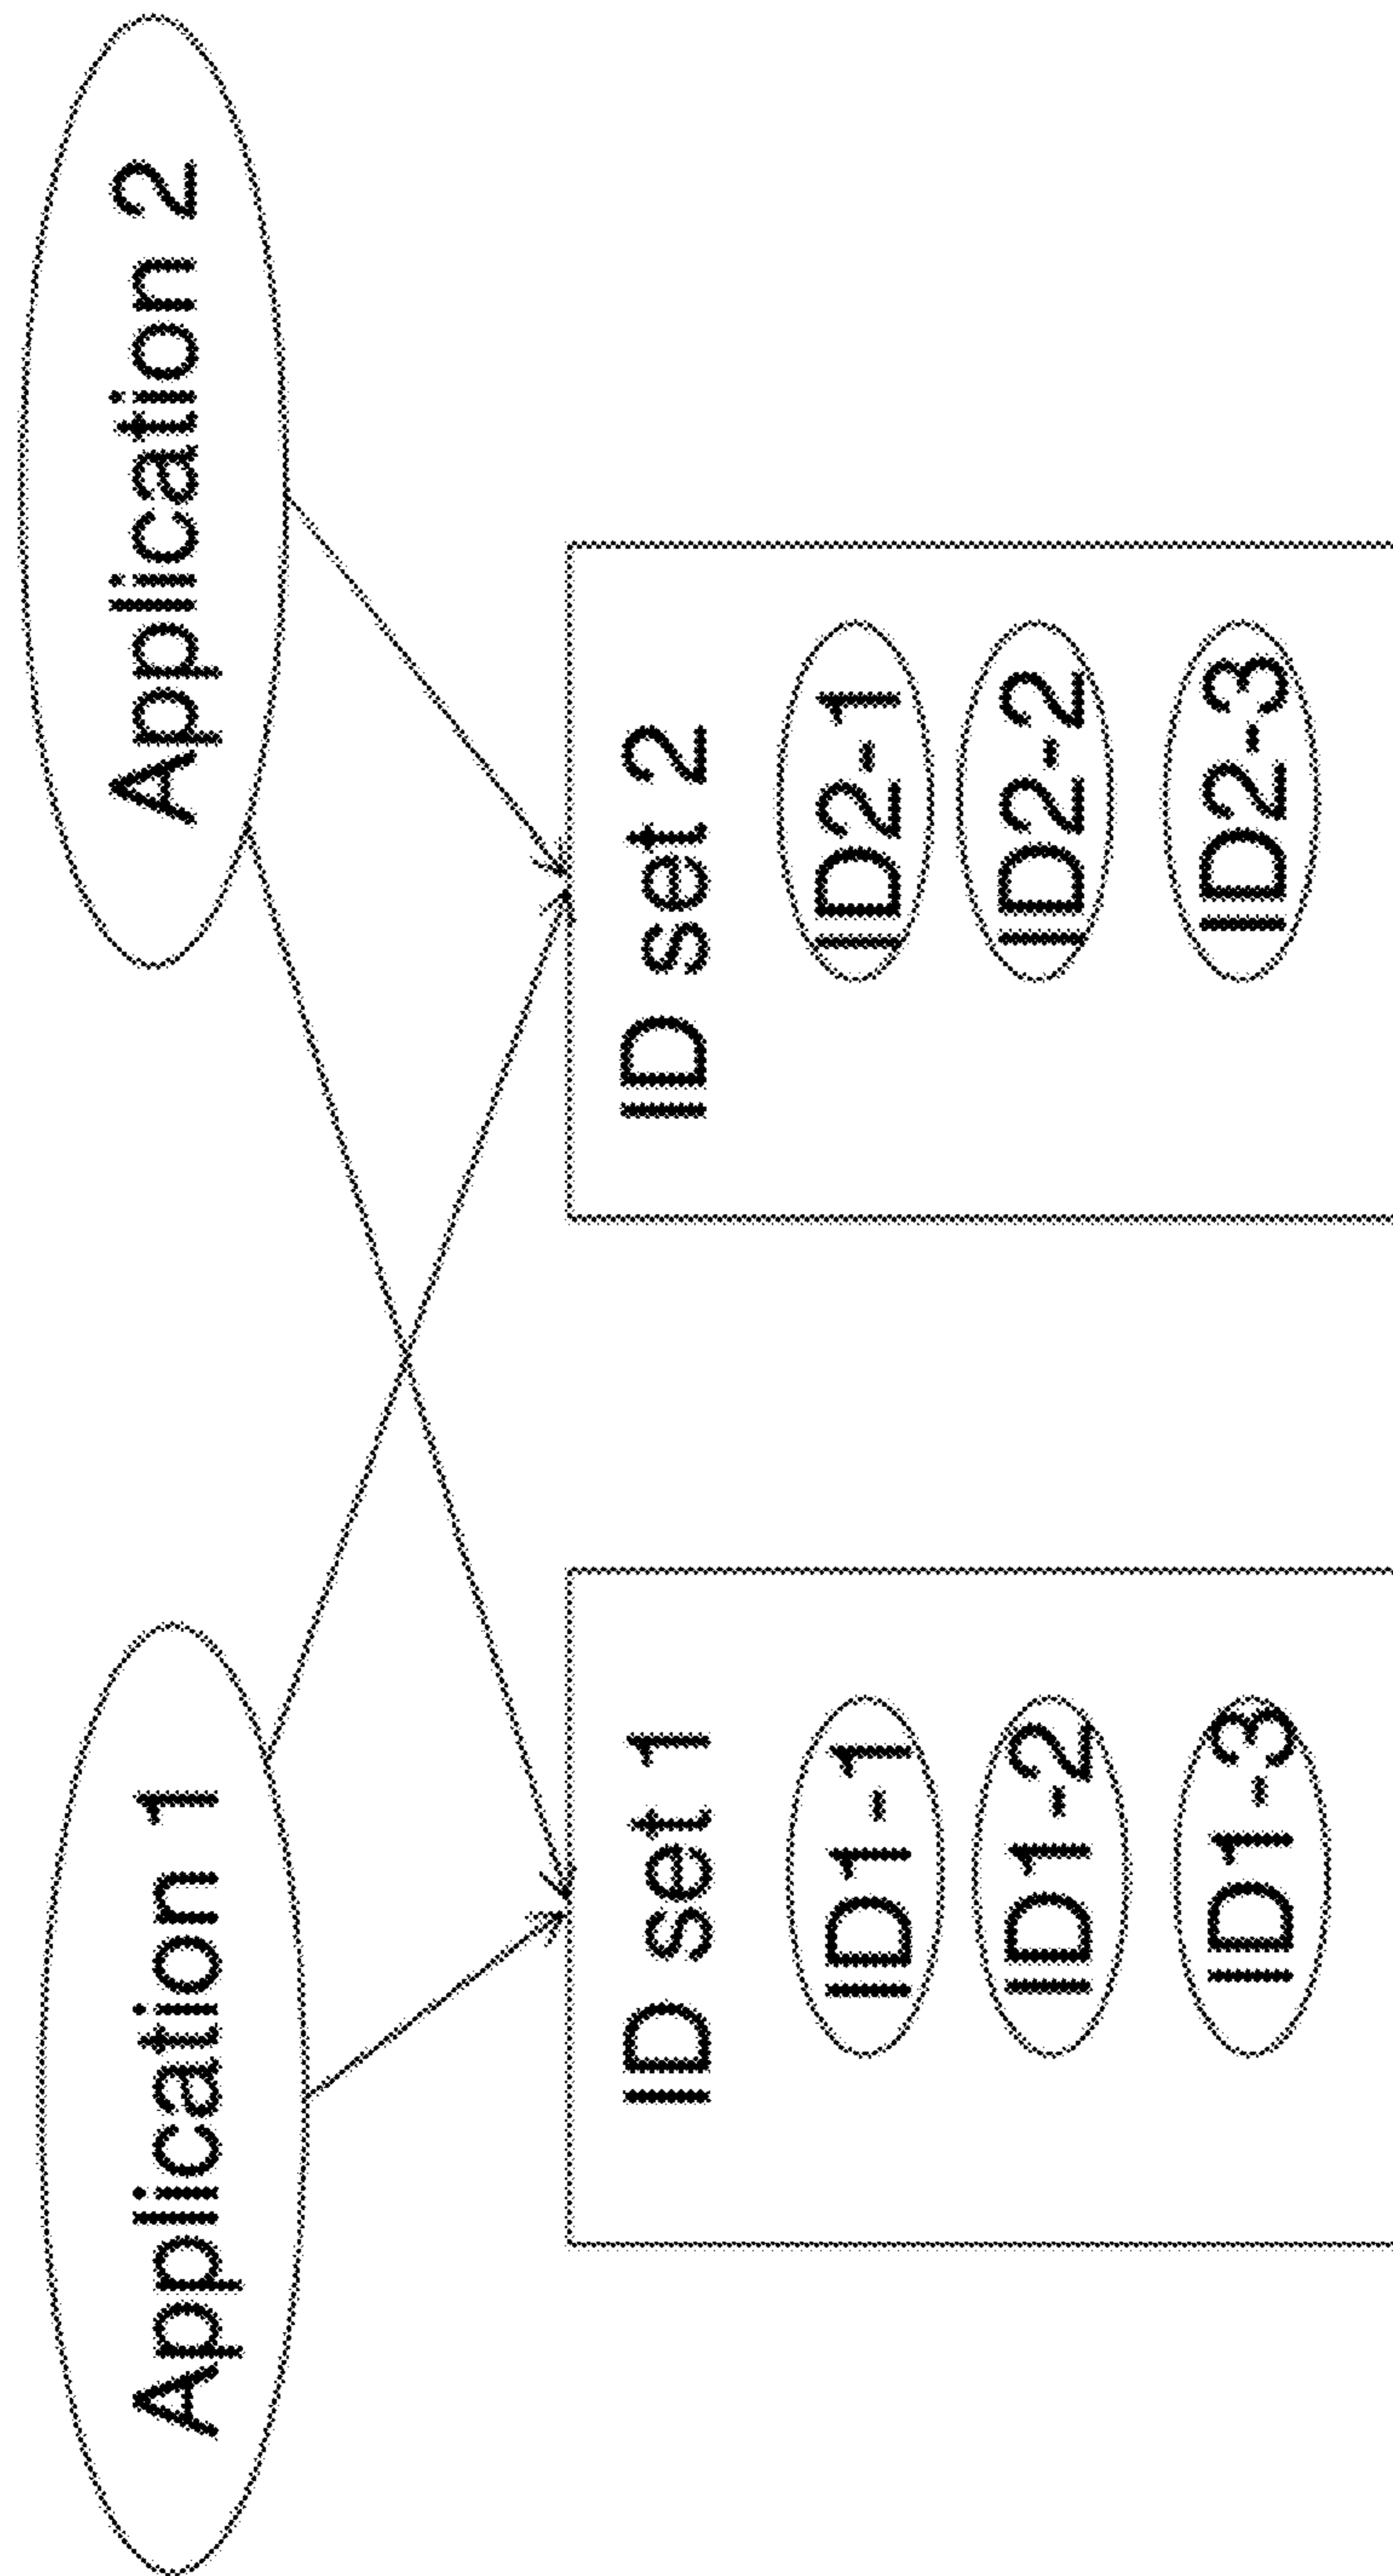 Application 1
Application 2
ID set 1
ID1-1
ID1-2
ID1-3
ID set 2
ID2-1
ID2-2
ID2-3